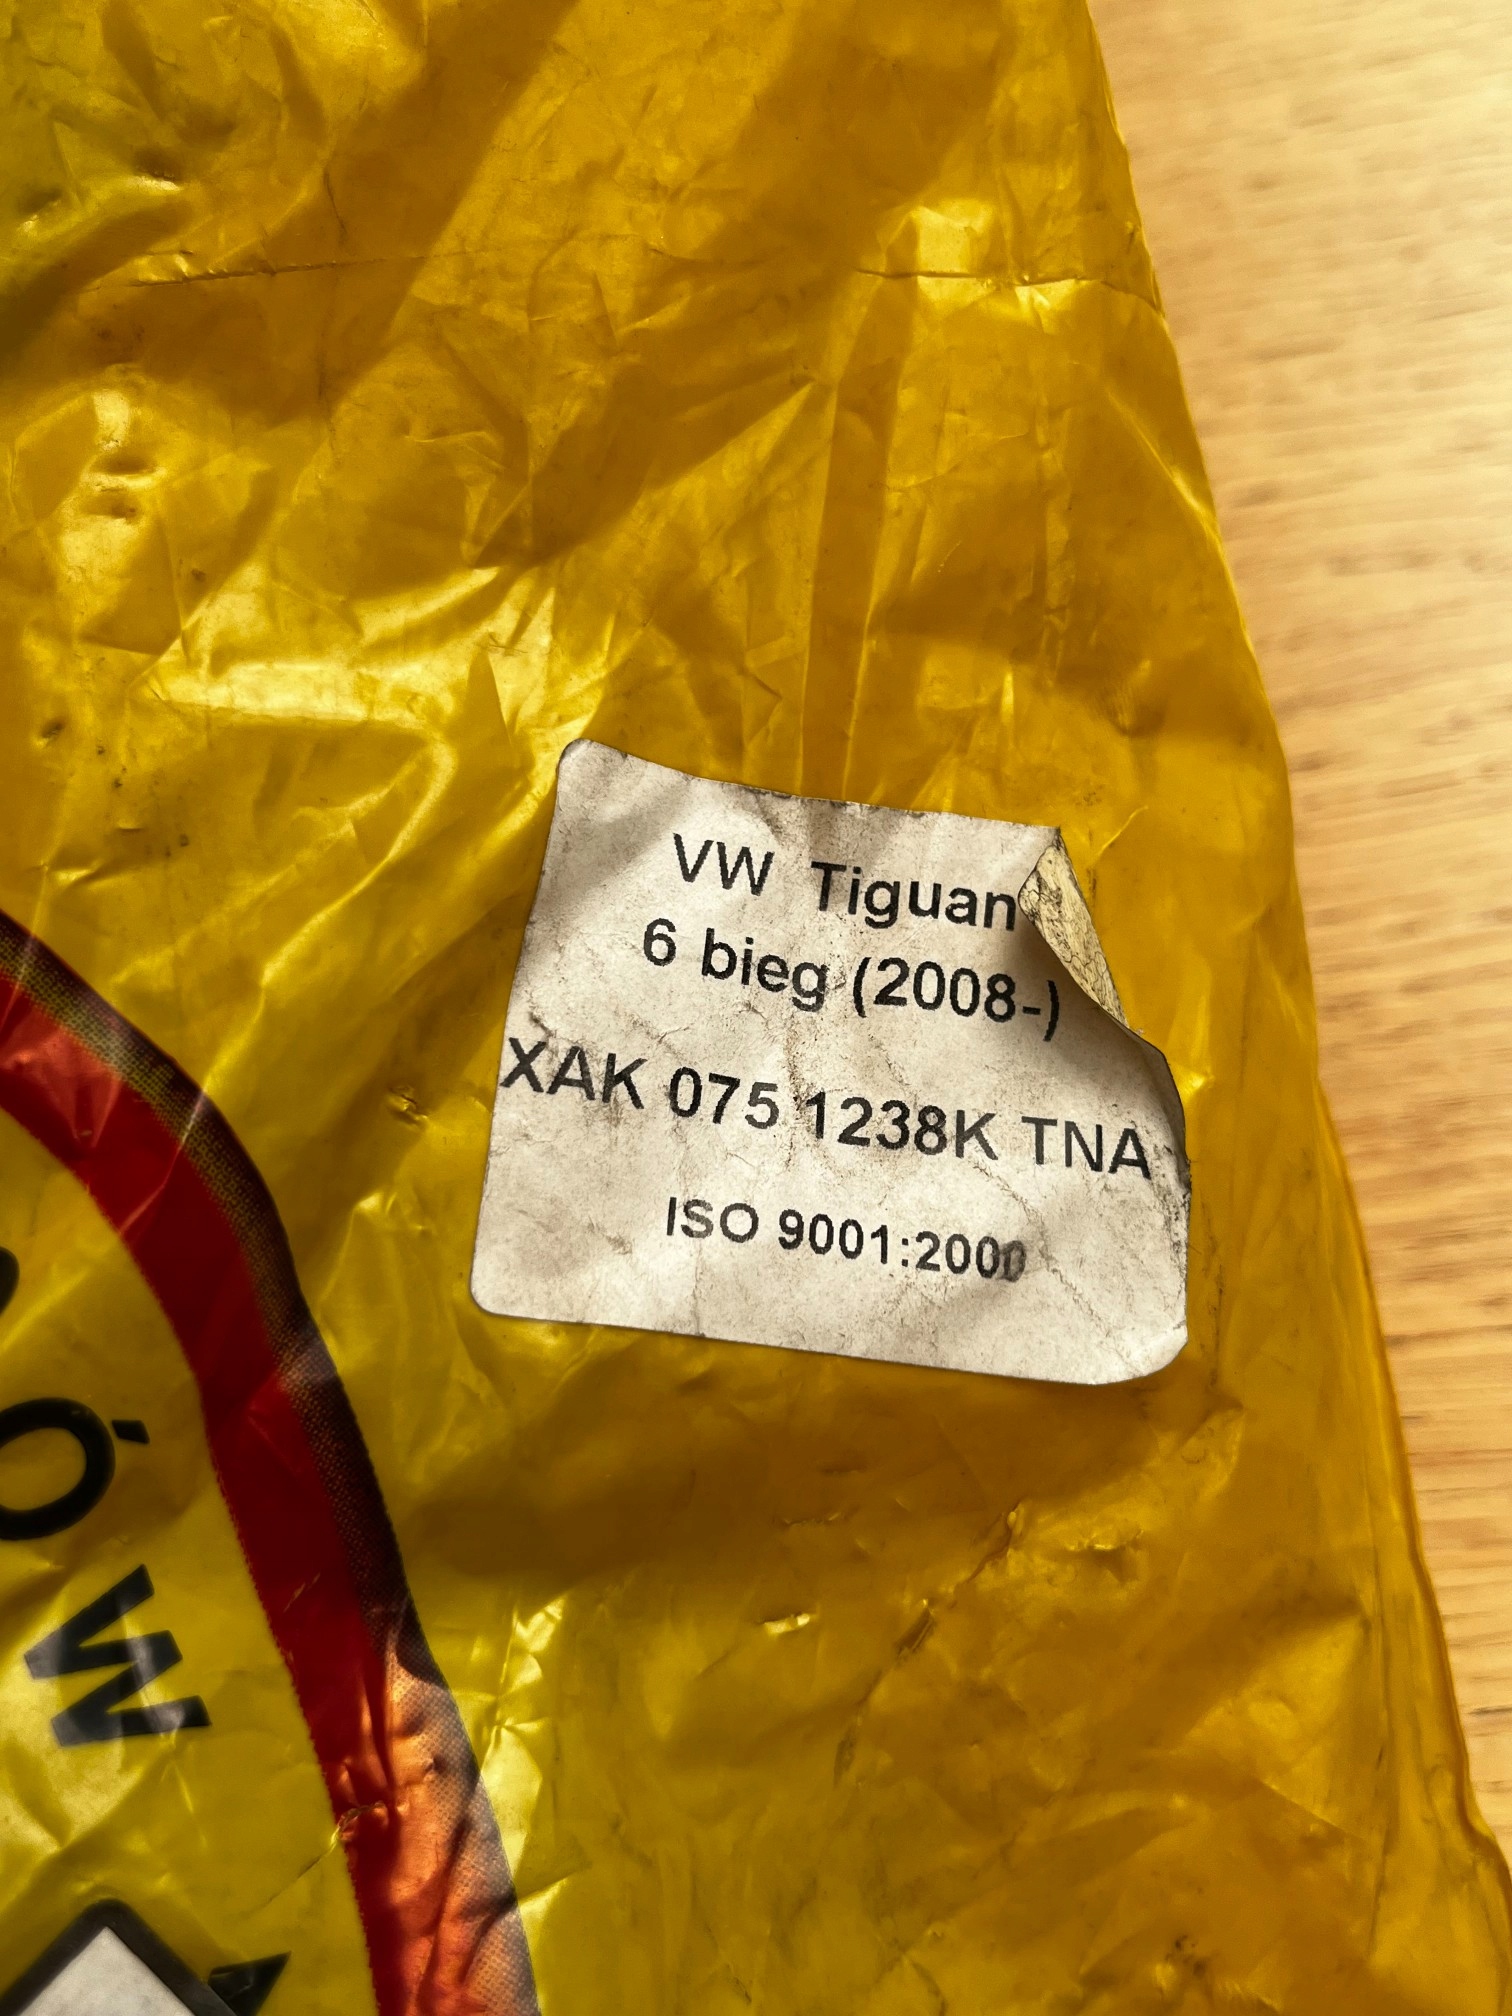 VW Tiguan
6 bieg (2008-)
XAK 075 1238K TNA
ISO 9001:2000
Ó
W